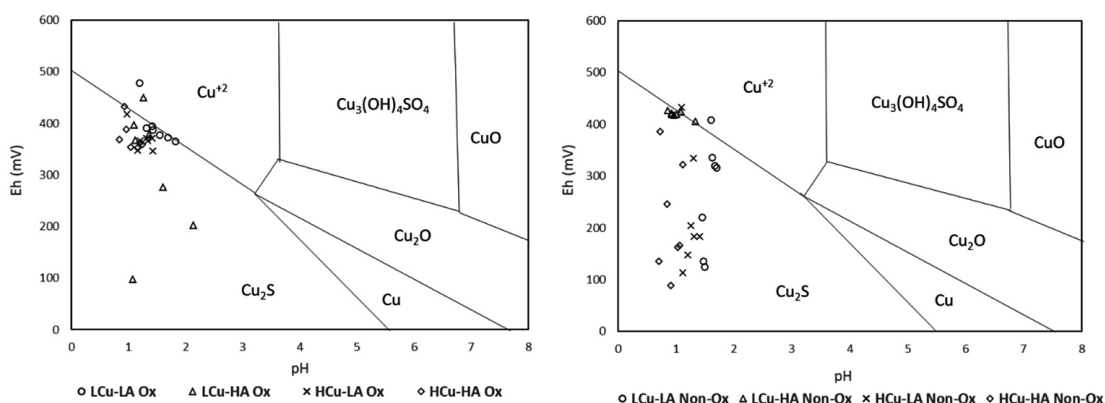 600
500
400
300
200
100
0
Eh (mV)
0 1 2 3 4 5 6 7 8
pH
Cu+2
Cu3(OH)4SO4
CuO
Cu2O
Cu2S
Cu
LCu-LA Ox LCu-HA Ox HCu-LA Ox HCu-HA Ox
600
500
400
300
200
100
0
Eh (mV)
0 1 2 3 4 5 6 7 8
pH
Cu+2
Cu3(OH)4SO4
CuO
Cu2O
Cu2S
Cu
LCu-LA Non-Ox LCu-HA Non-Ox HCu-LA Non-Ox HCu-HA Non-Ox